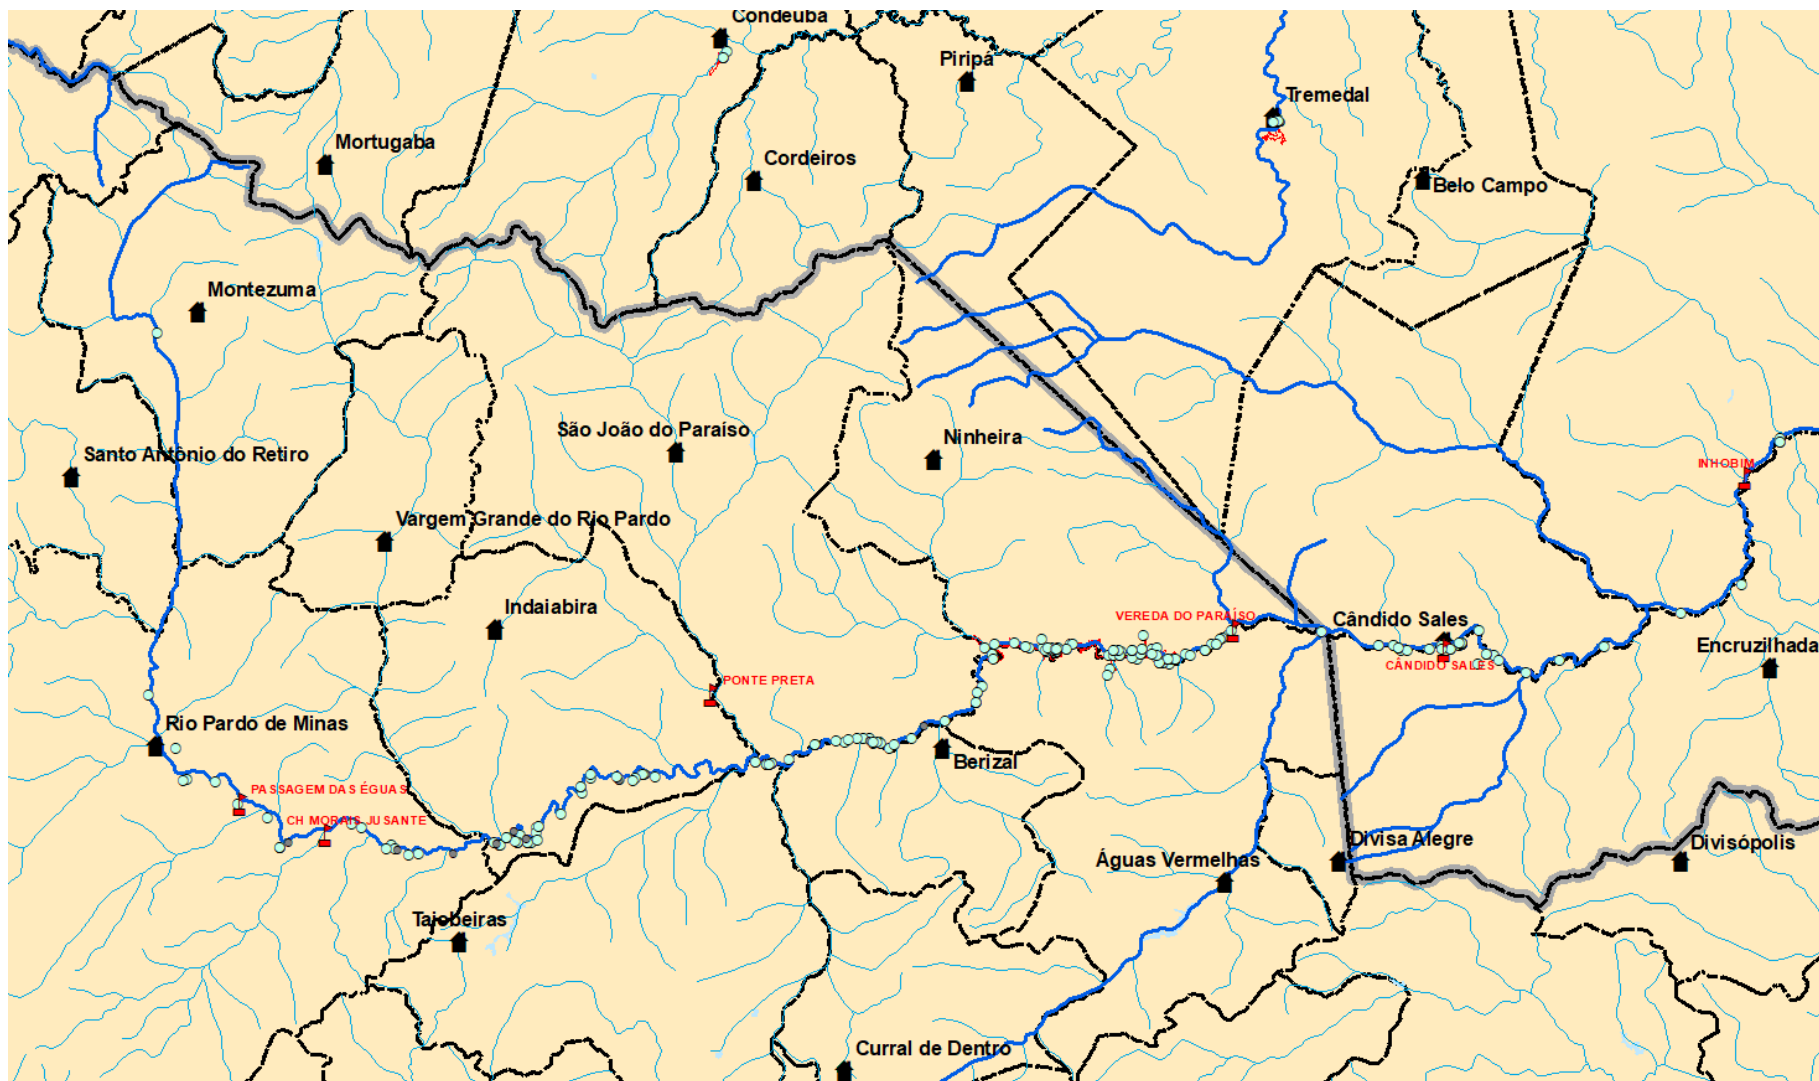 Condeúba
Piripá
Tremedal
Mortugaba
Cordeiros
Belo Campo
Montezuma
São João do Paraíso
Ninheira
Santo Antônio do Retiro
INHOBIM
Vargem Grande do Rio Pardo
Indaiabira
VEREDA DO PARAÍSO
Cândido Sales
Encruzilhada
CÂNDIDO SALES
PONTE PRETA
Rio Pardo de Minas
Berizal
PASSAGEM DAS ÉGUAS
CH MORAIS JUSANTE
Divisa Alegre
Divisópolis
Águas Vermelhas
Taiobeiras
Curral de Dentro